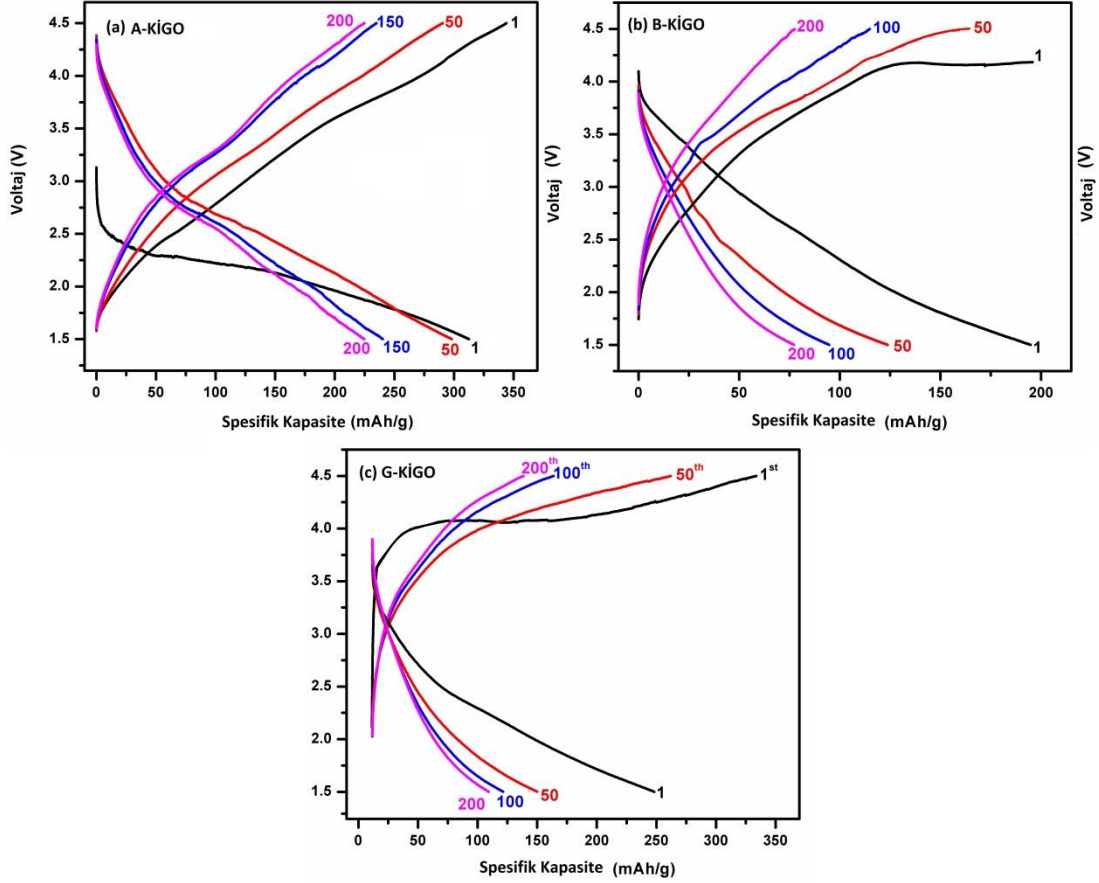 (a) A-KİGO
200
150
50
1
4.5
4.0
3.5
3.0
2.5
2.0
1.5
Voltaj (V)
200
150
50
1
0 50 100 150 200 250 300 350
Spesifik Kapasite (mAh/g)
(b) B-KİGO
200
100
50
1
4.5
4.0
3.5
3.0
2.5
2.0
1.5
Voltaj (V)
Voltaj (V)
200
100
50
1
0 50 100 150 200
Spesifik Kapasite (mAh/g)
(c) G-KİGO
200th
100th
50th
1st
4.5
4.0
3.5
3.0
2.5
2.0
1.5
200
100
50
1
0 50 100 150 200 250 300 350
Spesifik Kapasite (mAh/g)